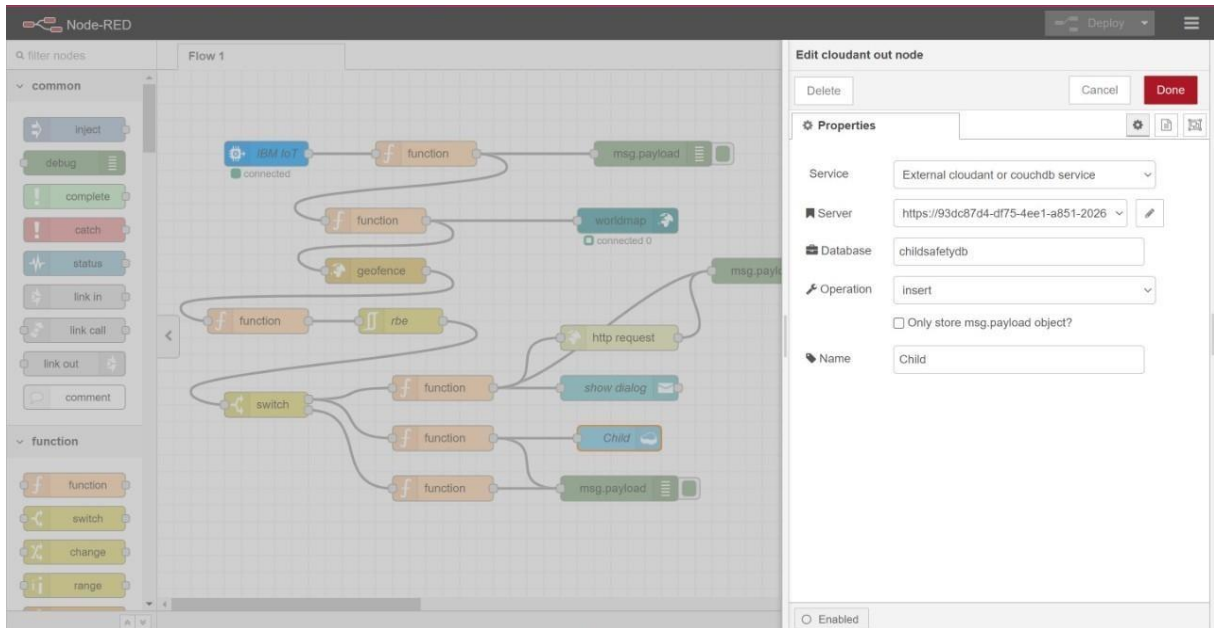 Node-RED
Deploy
filter nodes
Flow 1
Edit cloudant out node
common
Delete
Cancel
Done
Properties
inject
debug
complete
catch
status
link in
link call
link out
comment
function
function
switch
change
range
IBM IoT
connected
function
msg.payload
function
worldmap
connected 0
geofence
msg.paylo
function
rbe
http request
function
show dialog
switch
function
Child
function
msg.payload
Service
External cloudant or couchdb service
Server
https://93dc87d4-df75-4ee1-a851-2026
Database
childsafetydb
Operation
insert
Only store msg.payload object?
Name
Child
Enabled